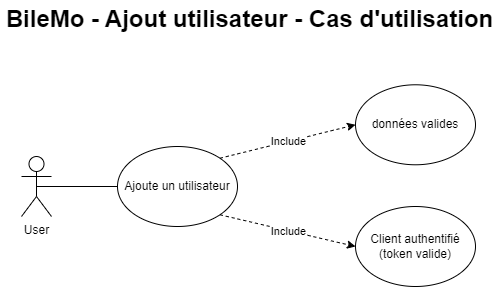 BileMo - Ajout utilisateur - Cas d'utilisation
données valides
Include
Ajoute un utilisateur
User
Include
Client authentifié
(token valide)